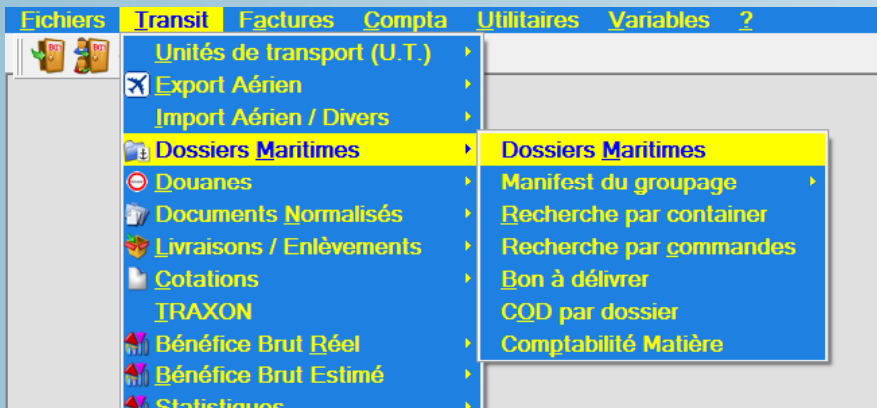 Fichiers Transit Factures Compta Utilitaires Variables ?
Unités de transport (U.T.)
Export Aérien
Import Aérien / Divers
Dossiers Maritimes
Douanes
Documents Normalisés
Livraisons / Enlèvements
Cotations
TRAXON
Bénéfice Brut Réel
Bénéfice Brut Estimé
Statistiques
Dossiers Maritimes
Manifest du groupage
Recherche par container
Recherche par commandes
Bon à délivrer
COD par dossier
Comptabilité Matière